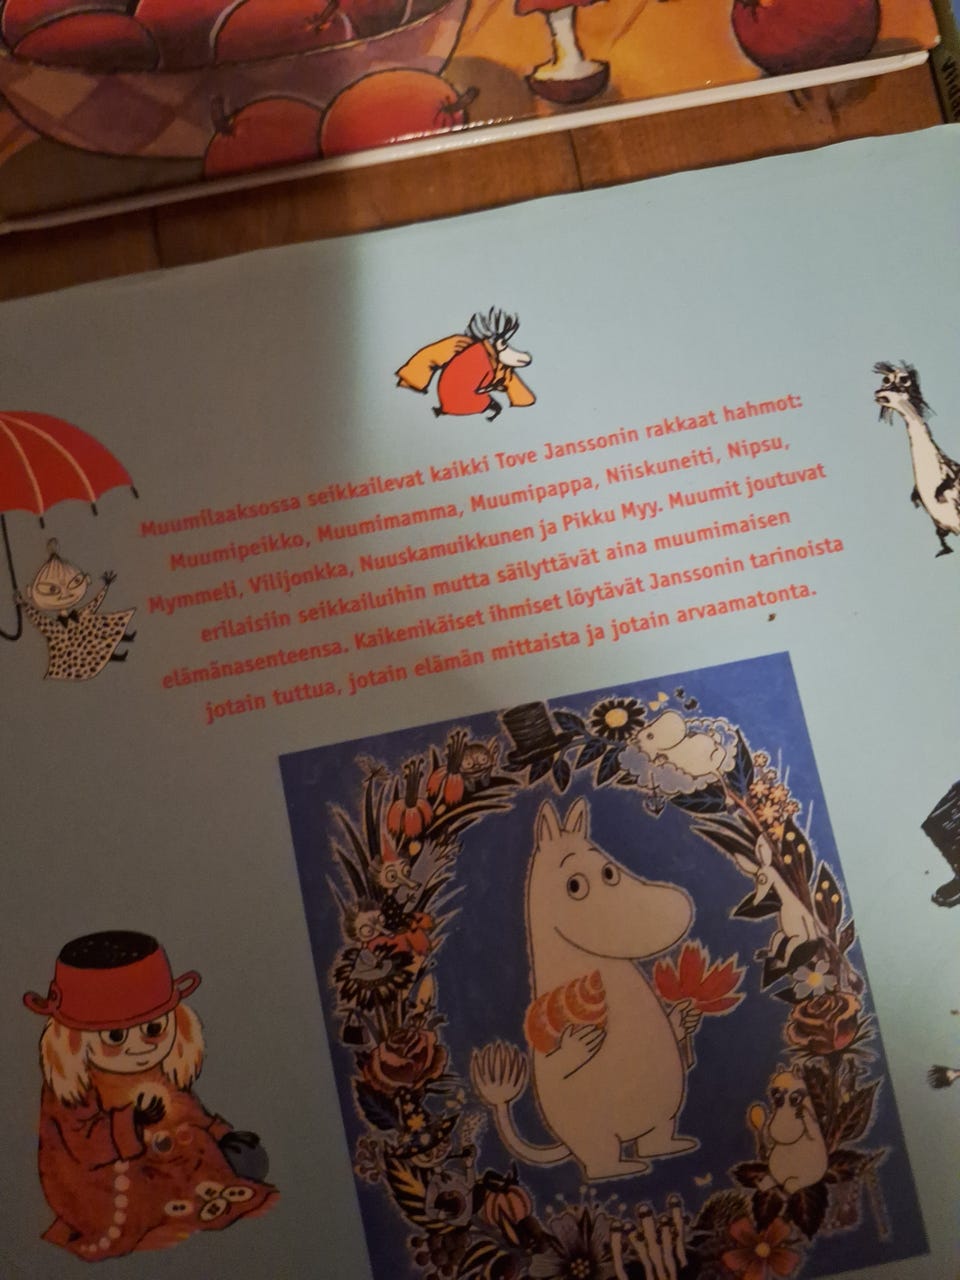 Muumilaaksossa seikkailevat kaikki Tove Janssonin rakkaat hahmot:
Muumipeikko, Muumimamma, Muumipappa, Niiskuneiti, Nipsu,
Mymmeli, Vilijonkka, Nuuskamuikkunen ja Pikku Myy. Muumit joutuvat
erilaisiin seikkailuihin mutta säilyttävät aina muumimaisen
elämänasenteensa. Kaikenikäiset ihmiset löytävät Janssonin tarinoista
jotain tuttua, jotain elämän mittaista ja jotain arvaamatonta.